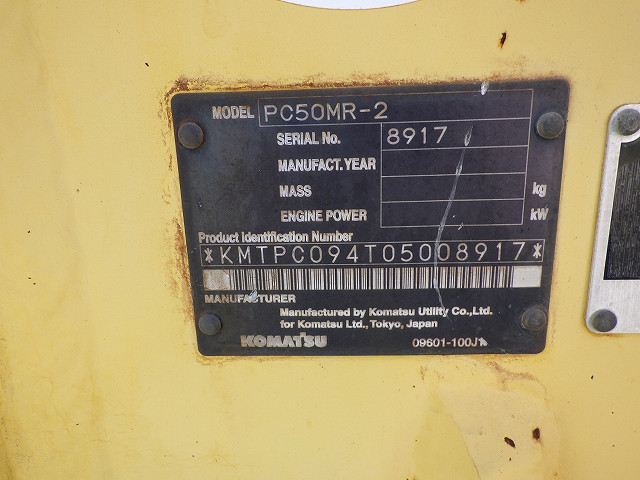 MODEL PC50MR-2
SERIAL No. 8917
MANUFACT.YEAR
MASS kg
ENGINE POWER kW
Product Identification Number
*KMTPC094T05008917*
MANUFACTURER
Manufactured by Komatsu Utility Co.,Ltd.
for Komatsu Ltd.,Tokyo, Japan
KOMATSU 09601-100J1